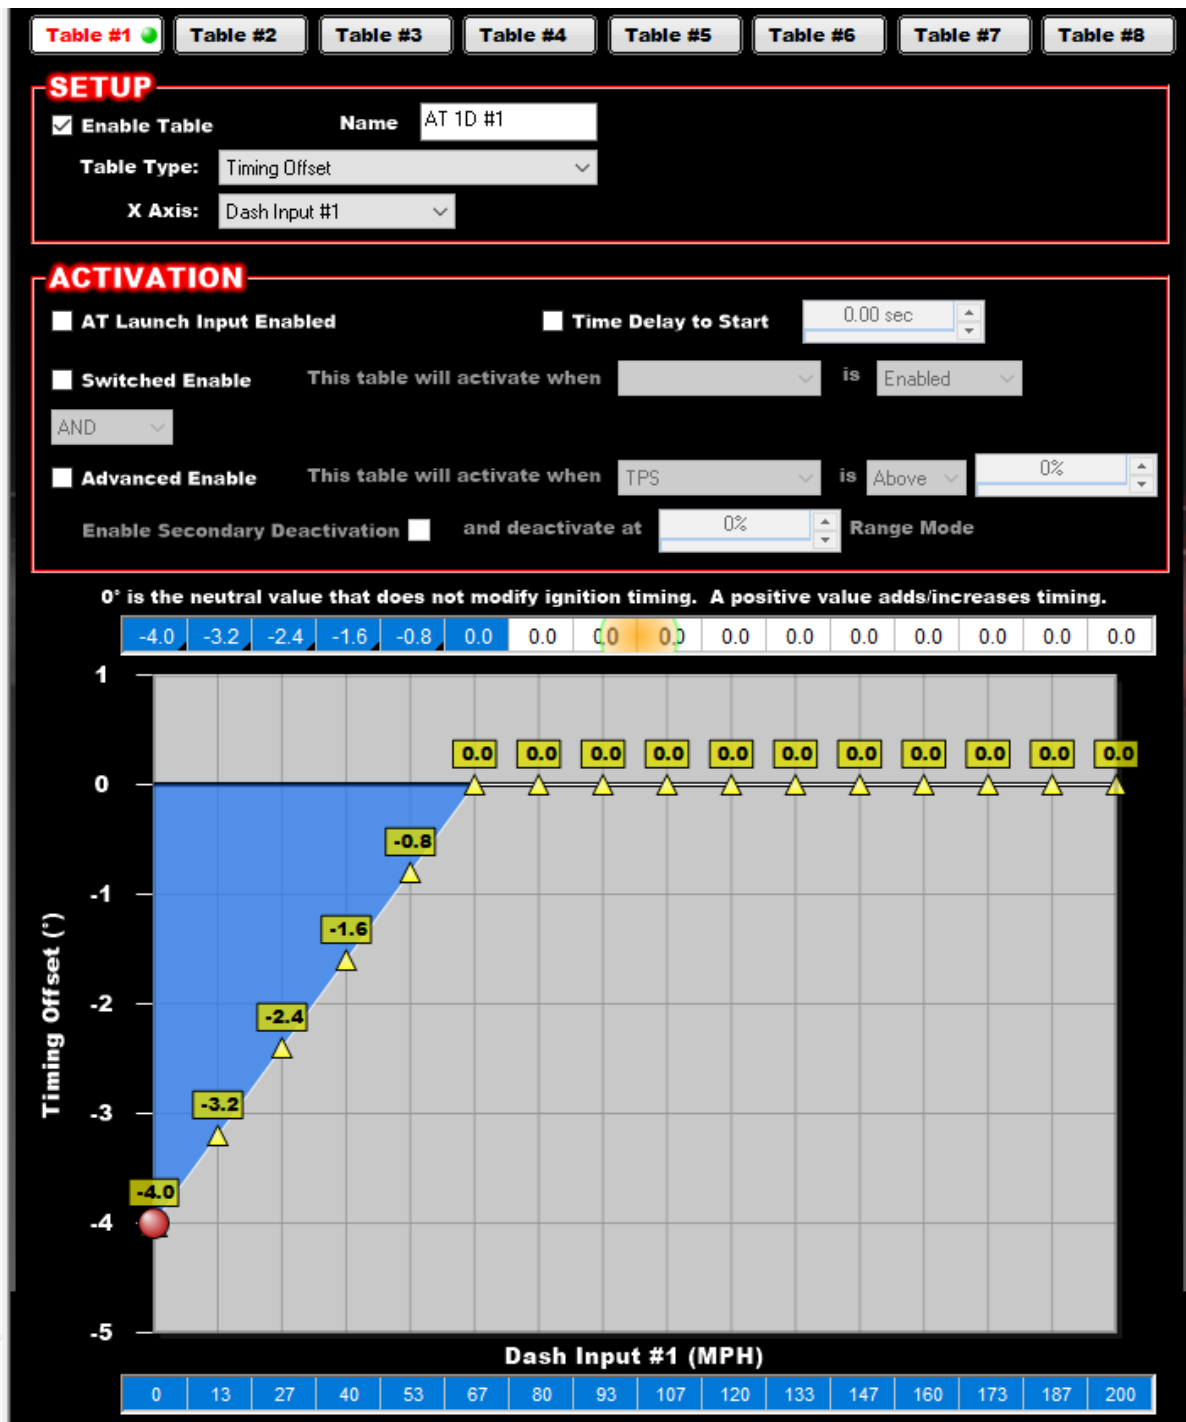 Table #1 Table #2 Table #3 Table #4 Table #5 Table #6 Table #7 Table #8
SETUP
Enable Table Name AT 1D #1
Table Type: Timing Offset
X Axis: Dash Input #1
ACTIVATION
AT Launch Input Enabled Time Delay to Start 0.00 sec
Switched Enable This table will activate when is Enabled
AND
Advanced Enable This table will activate when TPS is Above 0%
Enable Secondary Deactivation and deactivate at 0% Range Mode
0° is the neutral value that does not modify ignition timing. A positive value adds/increases timing.
-4.0 -3.2 -2.4 -1.6 -0.8 0.0 0.0 0.0 0.0 0.0 0.0 0.0 0.0 0.0 0.0 0.0
1
0.0 0.0 0.0 0.0 0.0 0.0 0.0 0.0 0.0 0.0 0.0
0
-0.8
-1
-1.6
-2
-2.4
-3
-3.2
-4.0
-4
-5
Timing Offset (°)
Dash Input #1 (MPH)
0 13 27 40 53 67 80 93 107 120 133 147 160 173 187 200